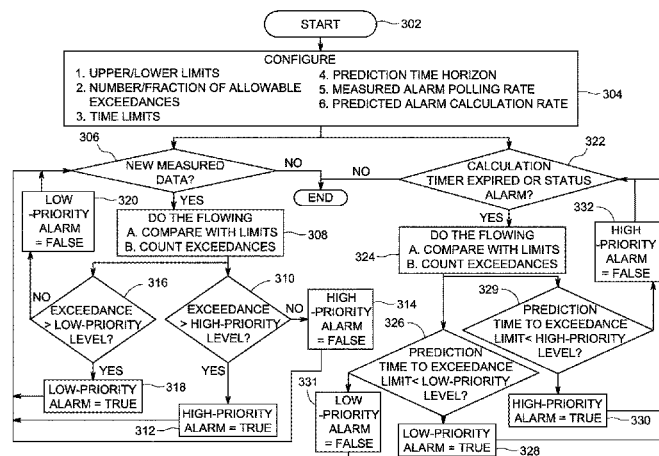 START
302
CONFIGURE
1. UPPER/LOWER LIMITS
2. NUMBER/FRACTION OF ALLOWABLE
EXCEEDANCES
3. TIME LIMITS
4. PREDICTION TIME HORIZON
5. MEASURED ALARM POLLING RATE
6. PREDICTED ALARM CALCULATION RATE
304
306
NEW MEASURED
DATA?
NO
YES
END
NO
322
CALCULATION
TIMER EXPIRED OR STATUS
ALARM?
YES
320
LOW
-PRIORITY
ALARM
= FALSE
DO THE FLOWING
A. COMPARE WITH LIMITS
B. COUNT EXCEEDANCES
308
324
DO THE FLOWING
A. COMPARE WITH LIMITS
B. COUNT EXCEEDANCES
332
HIGH
-PRIORITY
ALARM
= FALSE
NO
316
EXCEEDANCE
> LOW-PRIORITY
LEVEL?
YES
310
EXCEEDANCE
> HIGH-PRIORITY
LEVEL?
NO
YES
HIGH
-PRIORITY
ALARM
= FALSE
314
329
PREDICTION
TIME TO EXCEEDANCE
LIMIT< HIGH-PRIORITY
LEVEL?
326
PREDICTION
TIME TO EXCEEDANCE
LIMIT< LOW-PRIORITY
LEVEL?
LOW-PRIORITY
ALARM = TRUE
318
312
HIGH-PRIORITY
ALARM = TRUE
331
LOW
-PRIORITY
ALARM
= FALSE
LOW-PRIORITY
ALARM = TRUE
328
HIGH-PRIORITY
ALARM = TRUE
330